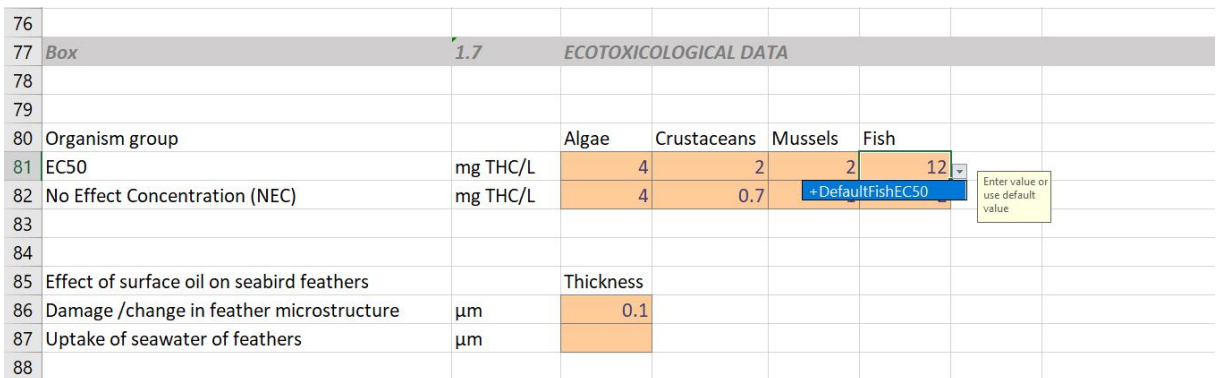 76
77 Box 1.7 ECOTOXICOLOGICAL DATA
78
79
80 Organism group Algae Crustaceans Mussels Fish
81 EC50 mg THC/L 4 2 2 12
Enter value or
use default
value
82 No Effect Concentration (NEC) mg THC/L 4 0.7 +DefaultFishEC50
83
84
85 Effect of surface oil on seabird feathers Thickness
86 Damage /change in feather microstructure µm 0.1
87 Uptake of seawater of feathers µm
88